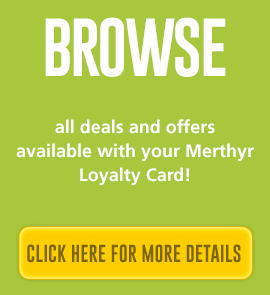 BROWSE
all deals and offers
available with your Merthyr
Loyalty Card!
CLICK HERE FOR MORE DETAILS